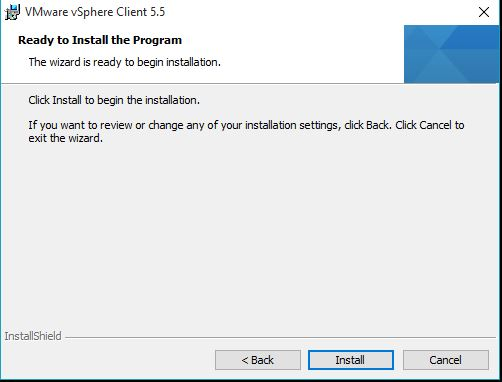 VMware vSphere Client 5.5
Ready to Install the Program
The wizard is ready to begin installation.
Click Install to begin the installation.
If you want to review or change any of your installation settings, click Back. Click Cancel to
exit the wizard.
InstallShield
< Back
Install
Cancel